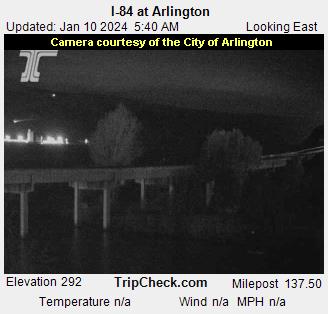 I-84 at Arlington
Updated: Jan 10 2024 5:40 AM Looking East
Camera courtesy of the City of Arlington
Elevation 292 TripCheck.com Milepost 137.50
Temperature n/a Wind n/a MPH n/a